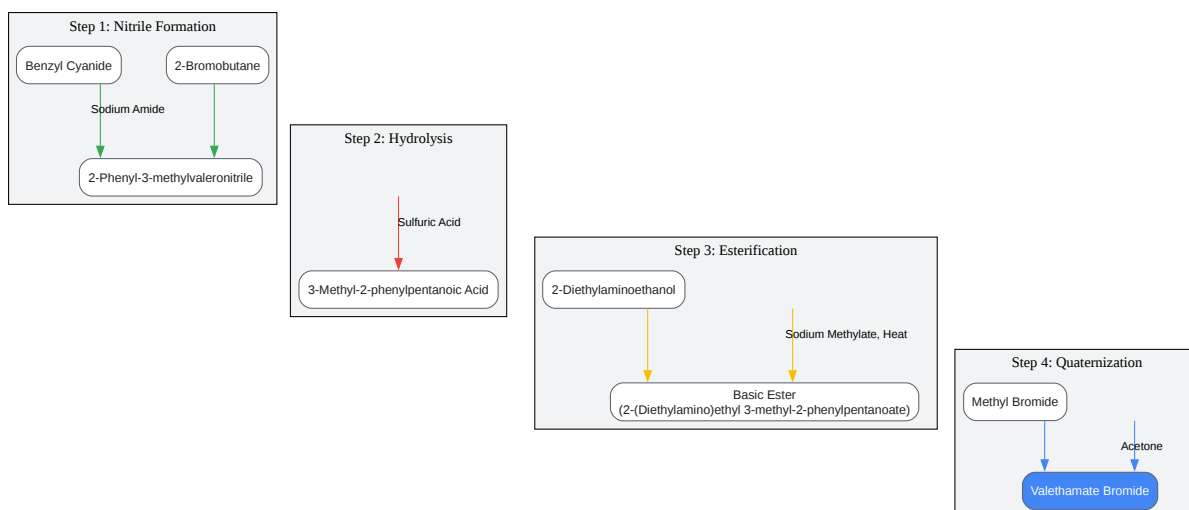 Step 1: Nitrile Formation
Benzyl Cyanide
2-Bromobutane
Sodium Amide
2-Phenyl-3-methylvaleronitrile
Step 2: Hydrolysis
Sulfuric Acid
3-Methyl-2-phenylpentanoic Acid
Step 3: Esterification
2-Diethylaminoethanol
Sodium Methylate, Heat
Basic Ester
(2-(Diethylamino)ethyl 3-methyl-2-phenylpentanoate)
Step 4: Quaternization
Methyl Bromide
Acetone
Valethamate Bromide